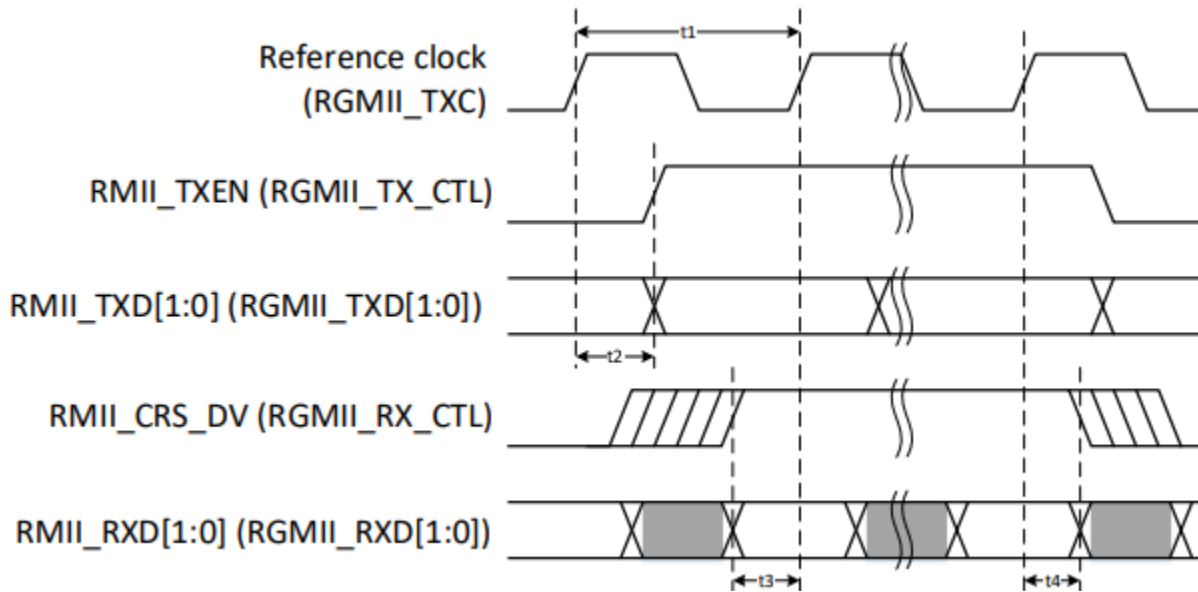 t1
Reference clock
(RGMII_TXC)
RMII_TXEN (RGMII_TX_CTL)
RMII_TXD[1:0] (RGMII_TXD[1:0])
t2
RMII_CRS_DV (RGMII_RX_CTL)
RMII_RXD[1:0] (RGMII_RXD[1:0])
t3
t4